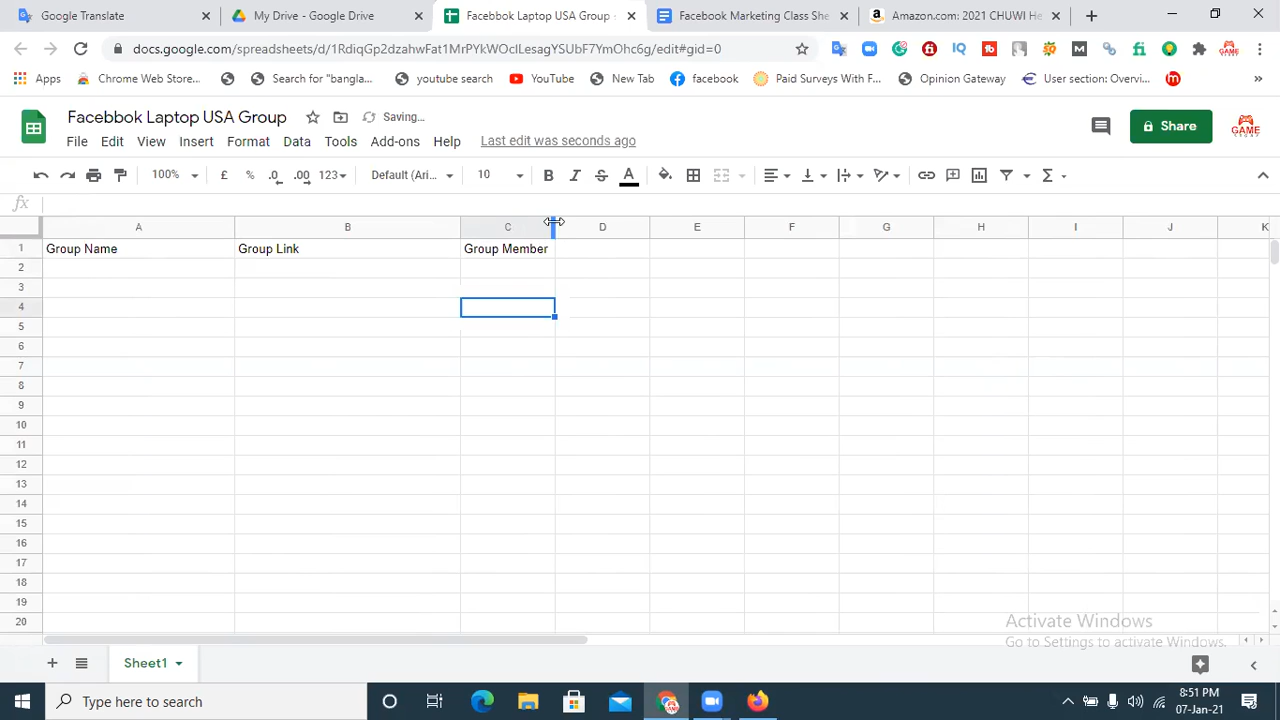 Google Translate
My Drive - Google Drive
Facebbok Laptop USA Group
Facebook Marketing Class She
Amazon.com: 2021 CHUWI He
docs.google.com/spreadsheets/d/1RdiqGp2dzahwFat1MrPYkWOclLesagYSUbF7YmOhc6g/edit#gid=0
Apps
Chrome Web Store...
Search for "bangla...
youtube search
YouTube
New Tab
facebook
Paid Surveys With F...
Opinion Gateway
User section: Overvi...
»
Facebbok Laptop USA Group
Saving...
Share
File Edit View Insert Format Data Tools Add-ons Help Last edit was seconds ago
100% £ % .0 .00 123 Default (Ari... 10 B I S A Σ
fx
A B C D E F G H I J K
1 Group Name Group Link Group Member
2
3
4
5
6
7
8
9
10
11
12
13
14
15
16
17
18
19
20
Activate Windows
Go to Settings to activate Windows.
Sheet1
Type here to search
8:51 PM
07-Jan-21